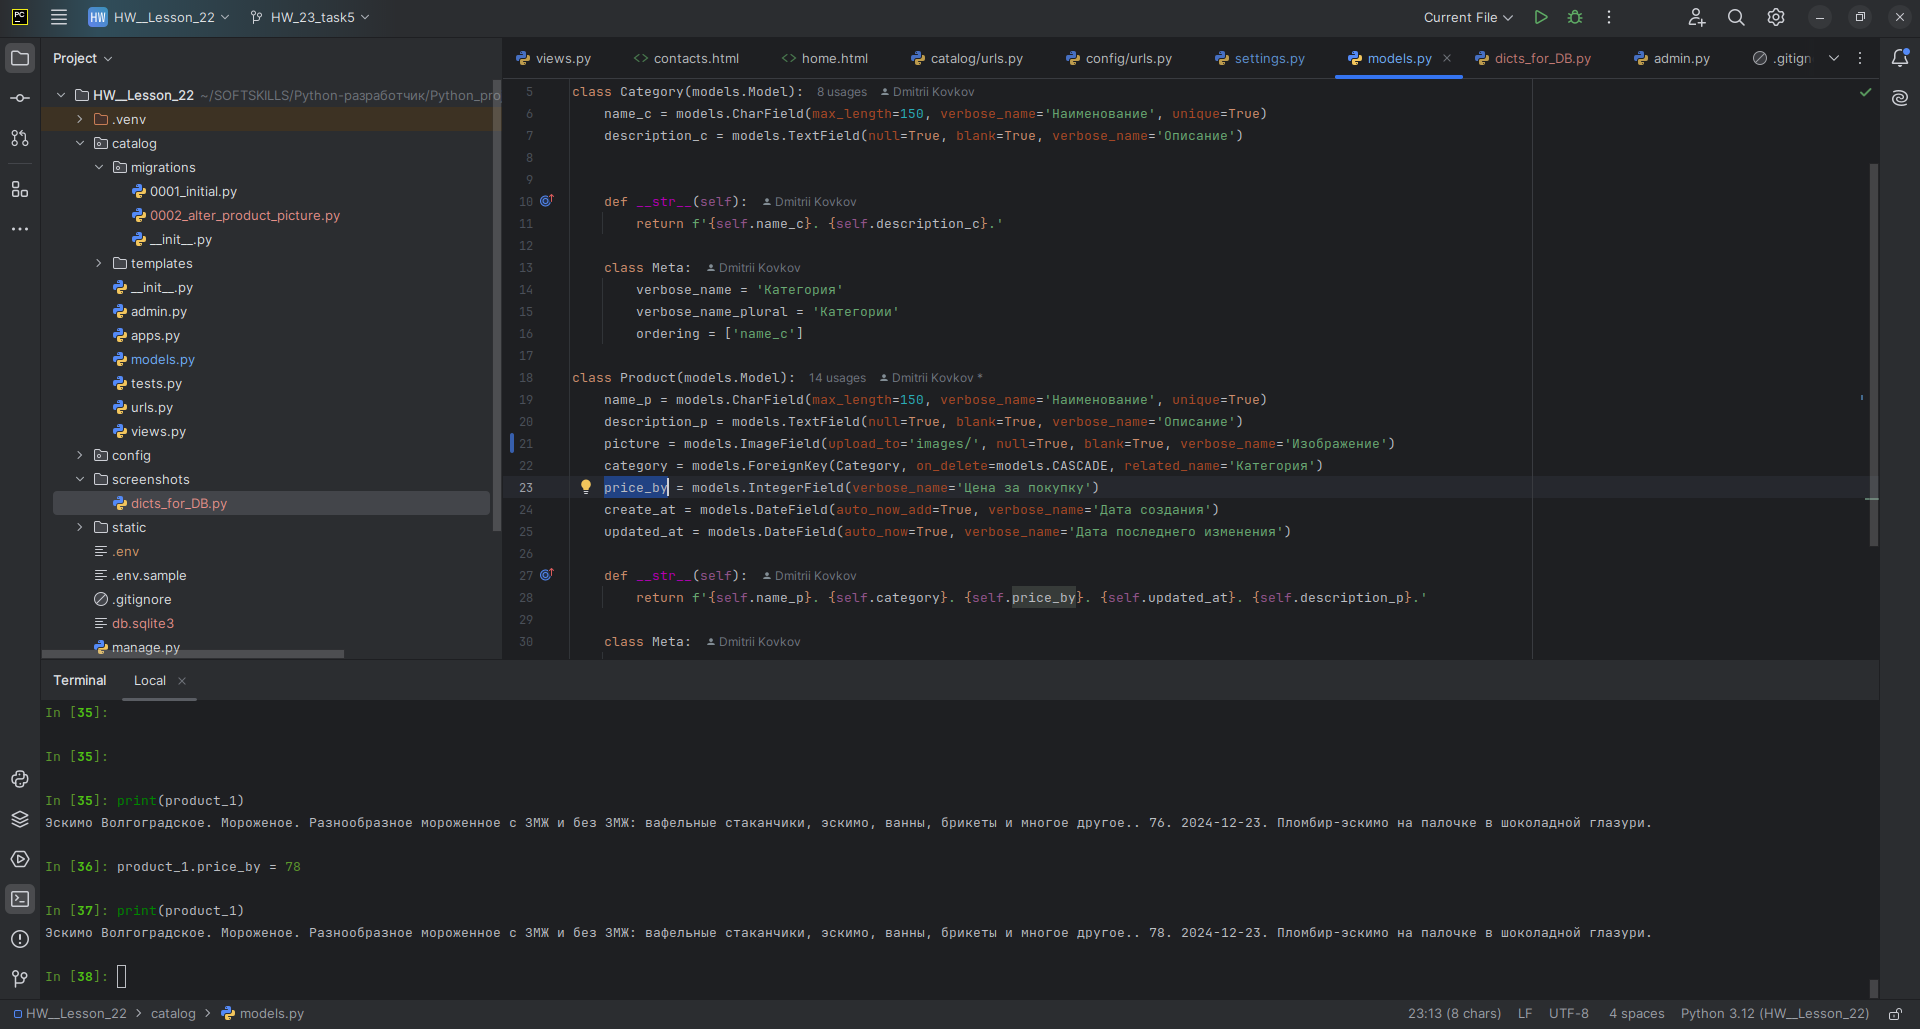 PC
HW HW__Lesson_22 HW_23_task5 Current File
Project
views.py contacts.html home.html catalog/urls.py config/urls.py settings.py models.py dicts_for_DB.py admin.py .gitign
HW__Lesson_22 ~/SOFTSKILLS/Python-разработчик/Python_pro
.venv
catalog
migrations
0001_initial.py
0002_alter_product_picture.py
__init__.py
templates
__init__.py
admin.py
apps.py
models.py
tests.py
urls.py
views.py
config
screenshots
dicts_for_DB.py
static
.env
.env.sample
.gitignore
db.sqlite3
manage.py
5 class Category(models.Model): 8 usages Dmitrii Kovkov
6 name_c = models.CharField(max_length=150, verbose_name='Наименование', unique=True)
7 description_c = models.TextField(null=True, blank=True, verbose_name='Описание')
8
9
10 def __str__(self): Dmitrii Kovkov
11 return f'{self.name_c}. {self.description_c}.'
12
13 class Meta: Dmitrii Kovkov
14 verbose_name = 'Категория'
15 verbose_name_plural = 'Категории'
16 ordering = ['name_c']
17
18 class Product(models.Model): 14 usages Dmitrii Kovkov *
19 name_p = models.CharField(max_length=150, verbose_name='Наименование', unique=True)
20 description_p = models.TextField(null=True, blank=True, verbose_name='Описание')
21 picture = models.ImageField(upload_to='images/', null=True, blank=True, verbose_name='Изображение')
22 category = models.ForeignKey(Category, on_delete=models.CASCADE, related_name='Категория')
23 price_by = models.IntegerField(verbose_name='Цена за покупку')
24 create_at = models.DateField(auto_now_add=True, verbose_name='Дата создания')
25 updated_at = models.DateField(auto_now=True, verbose_name='Дата последнего изменения')
26
27 def __str__(self): Dmitrii Kovkov
28 return f'{self.name_p}. {self.category}. {self.price_by}. {self.updated_at}. {self.description_p}.'
29
30 class Meta: Dmitrii Kovkov
Terminal Local
In [35]:
In [35]:
In [35]: print(product_1)
Эскимо Волгоградское. Мороженое. Разнообразное мороженное с ЗМЖ и без ЗМЖ: вафельные стаканчики, эскимо, ванны, брикеты и многое другое.. 76. 2024-12-23. Пломбир-эскимо на палочке в шоколадной глазури.
In [36]: product_1.price_by = 78
In [37]: print(product_1)
Эскимо Волгоградское. Мороженое. Разнообразное мороженное с ЗМЖ и без ЗМЖ: вафельные стаканчики, эскимо, ванны, брикеты и многое другое.. 78. 2024-12-23. Пломбир-эскимо на палочке в шоколадной глазури.
In [38]:
HW__Lesson_22 > catalog > models.py 23:13 (8 chars) LF UTF-8 4 spaces Python 3.12 (HW__Lesson_22)